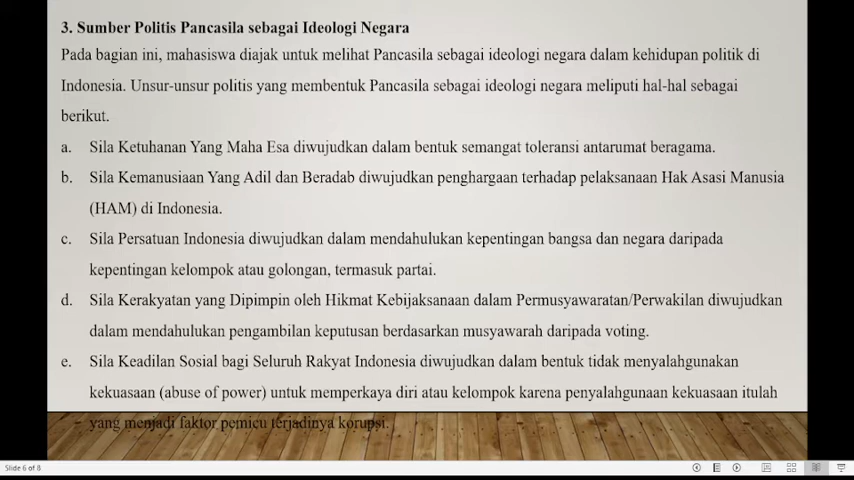 3. Sumber Politis Pancasila sebagai Ideologi Negara
Pada bagian ini, mahasiswa diajak untuk melihat Pancasila sebagai ideologi negara dalam kehidupan politik di
Indonesia. Unsur-unsur politis yang membentuk Pancasila sebagai ideologi negara meliputi hal-hal sebagai
berikut.
a. Sila Ketuhanan Yang Maha Esa diwujudkan dalam bentuk semangat toleransi antarumat beragama.
b. Sila Kemanusiaan Yang Adil dan Beradab diwujudkan penghargaan terhadap pelaksanaan Hak Asasi Manusia
(HAM) di Indonesia.
c. Sila Persatuan Indonesia diwujudkan dalam mendahulukan kepentingan bangsa dan negara daripada
kepentingan kelompok atau golongan, termasuk partai.
d. Sila Kerakyatan yang Dipimpin oleh Hikmat Kebijaksanaan dalam Permusyawaratan/Perwakilan diwujudkan
dalam mendahulukan pengambilan keputusan berdasarkan musyawarah daripada voting.
e. Sila Keadilan Sosial bagi Seluruh Rakyat Indonesia diwujudkan dalam bentuk tidak menyalahgunakan
kekuasaan (abuse of power) untuk memperkaya diri atau kelompok karena penyalahgunaan kekuasaan itulah
yang menjadi faktor pemicu terjadinya korupsi.
Slide 6 of 8